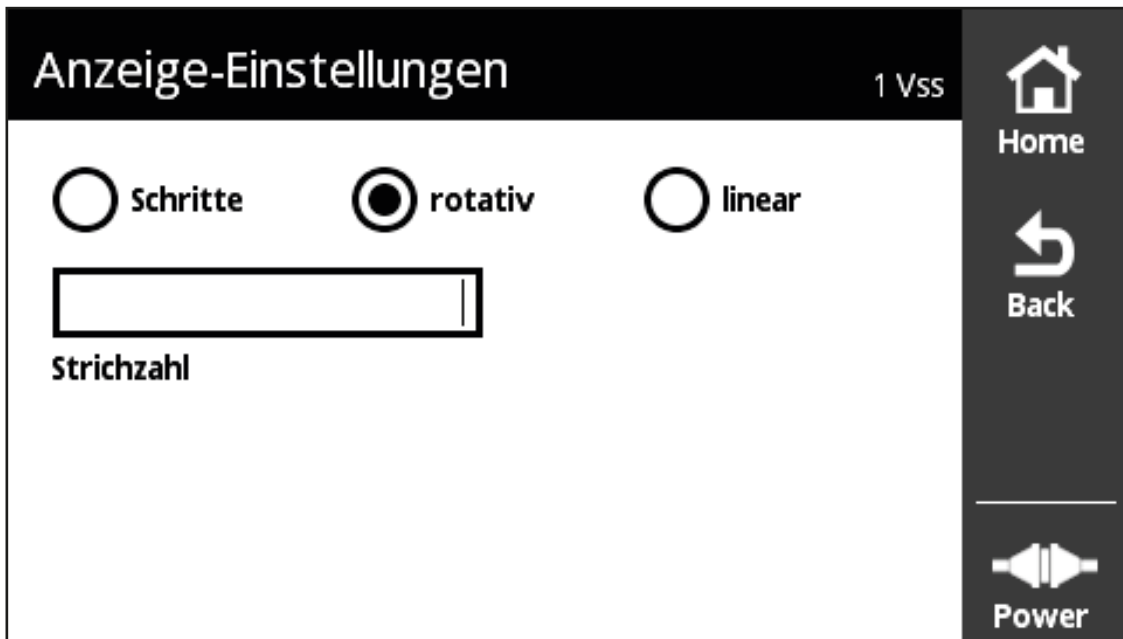 Anzeige-Einstellungen
1 Vss
Schritte
rotativ
linear
Strichzahl
Home
Back
Power